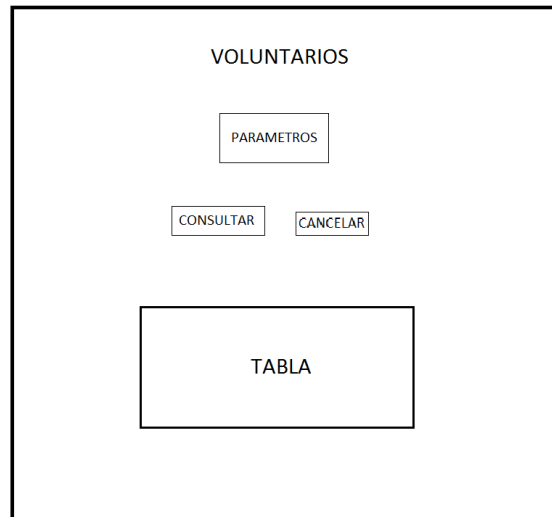 VOLUNTARIOS
PARAMETROS
CONSULTAR
CANCELAR
TABLA